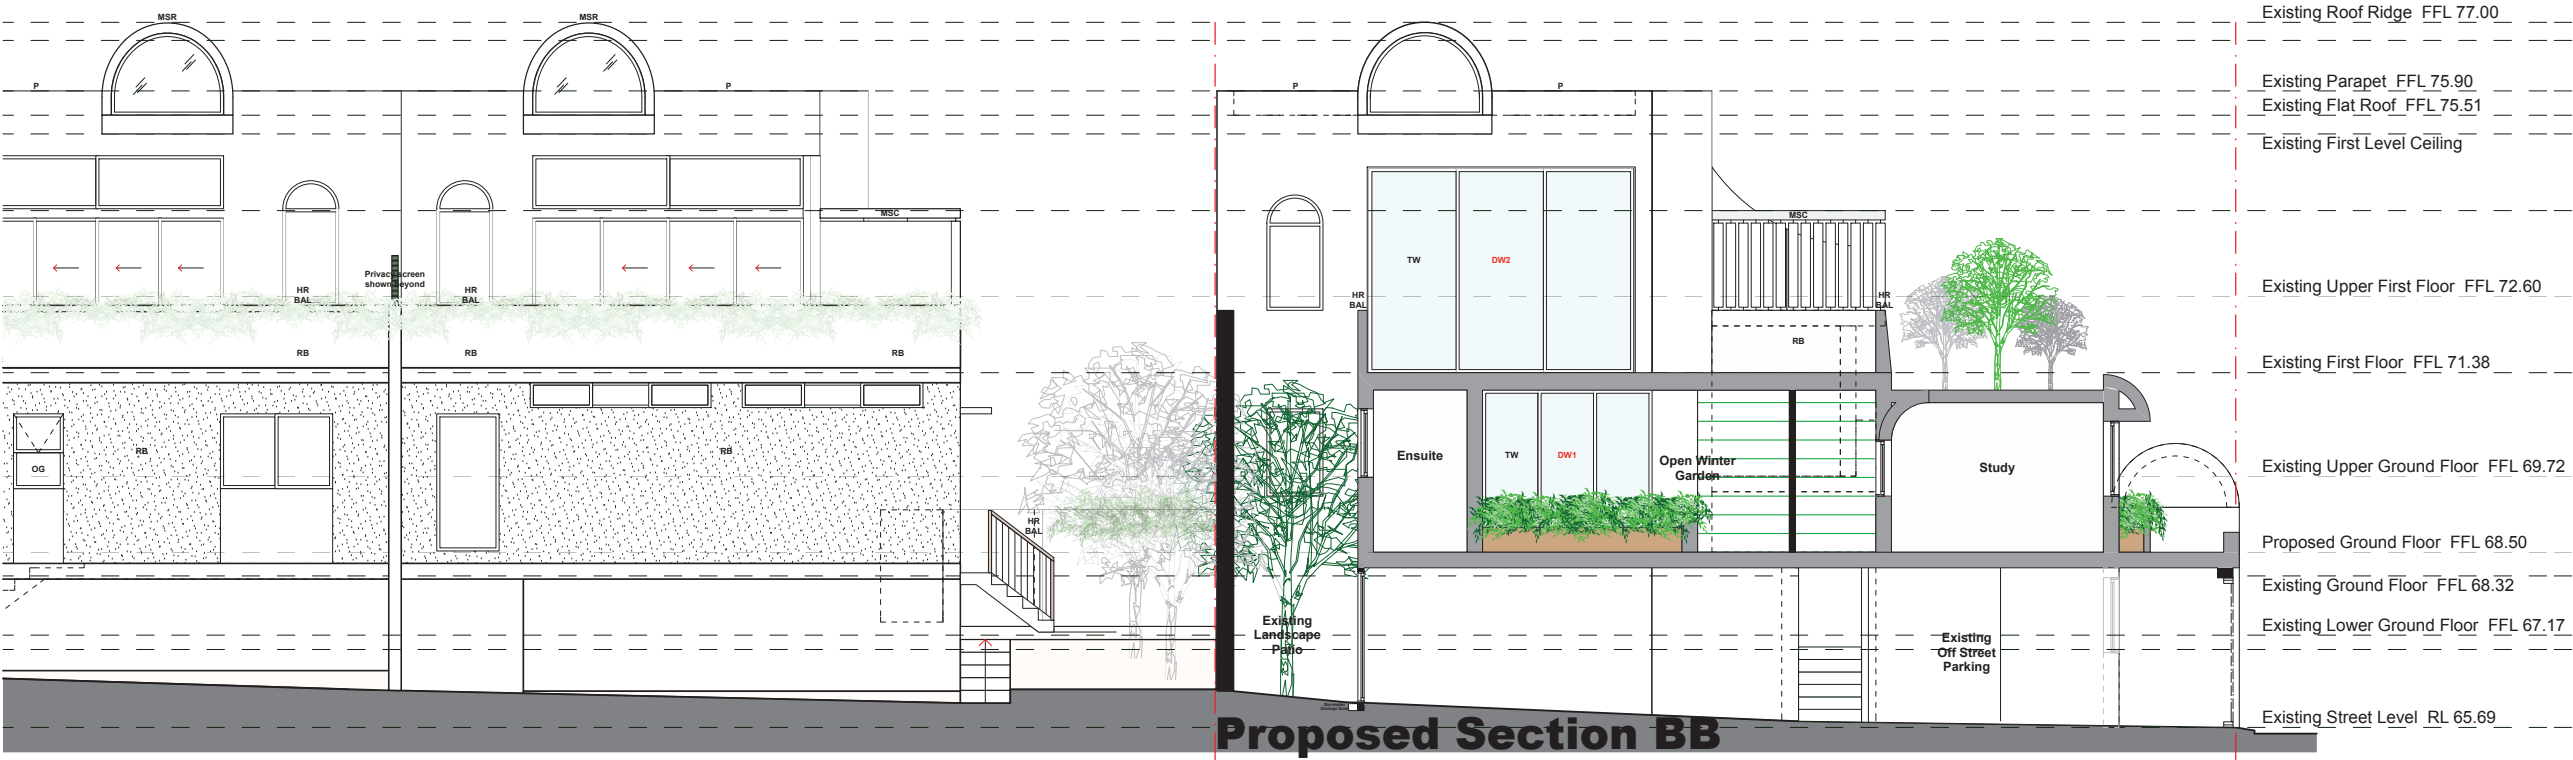 MSR
MSR
P
P
P
P
MSC
MSC
Privacy screen
shown beyond
HR
BAL
HR
BAL
HR
BAL
HR
BAL
TW
DW2
RB
RB
RB
RB
OG
RB
RB
HR
BAL
Ensuite
TW
DW1
Open Winter
Garden
Study
Existing
Landscape
Patio
Existing
Off Street
Parking
Proposed Section BB
Existing Roof Ridge FFL 77.00
Existing Parapet FFL 75.90
Existing Flat Roof FFL 75.51
Existing First Level Ceiling
Existing Upper First Floor FFL 72.60
Existing First Floor FFL 71.38
Existing Upper Ground Floor FFL 69.72
Proposed Ground Floor FFL 68.50
Existing Ground Floor FFL 68.32
Existing Lower Ground Floor FFL 67.17
Existing Street Level RL 65.69